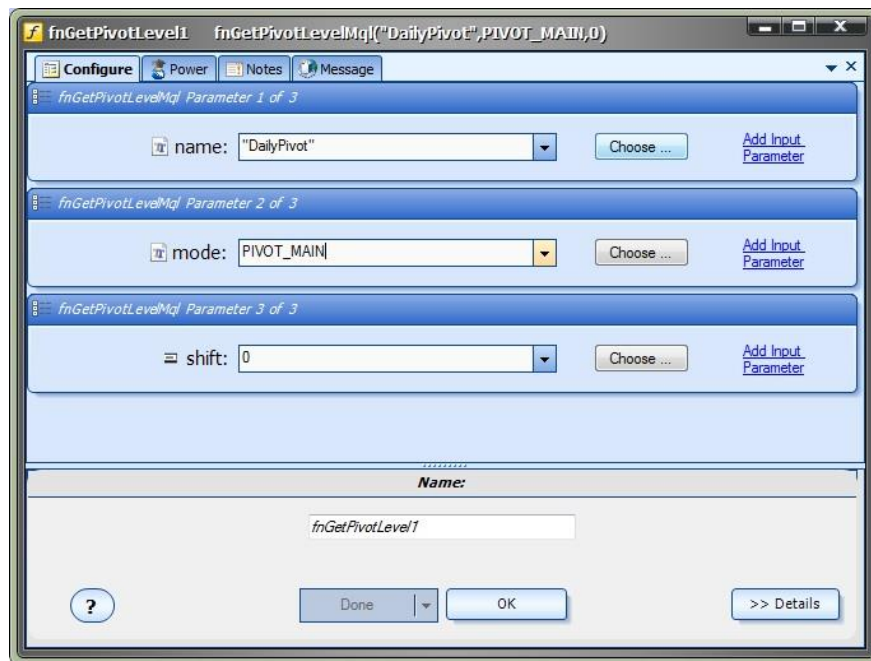 fnGetPivotLevel1 fnGetPivotLevelMql("DailyPivot",PIVOT_MAIN,0)
Configure Power Notes Message
fnGetPivotLevelMql Parameter 1 of 3
name: "DailyPivot" Choose ... Add Input
Parameter
fnGetPivotLevelMql Parameter 2 of 3
mode: PIVOT_MAIN Choose ... Add Input
Parameter
fnGetPivotLevelMql Parameter 3 of 3
shift: 0 Choose ... Add Input
Parameter
Name:
fnGetPivotLevel1
? Done OK >> Details